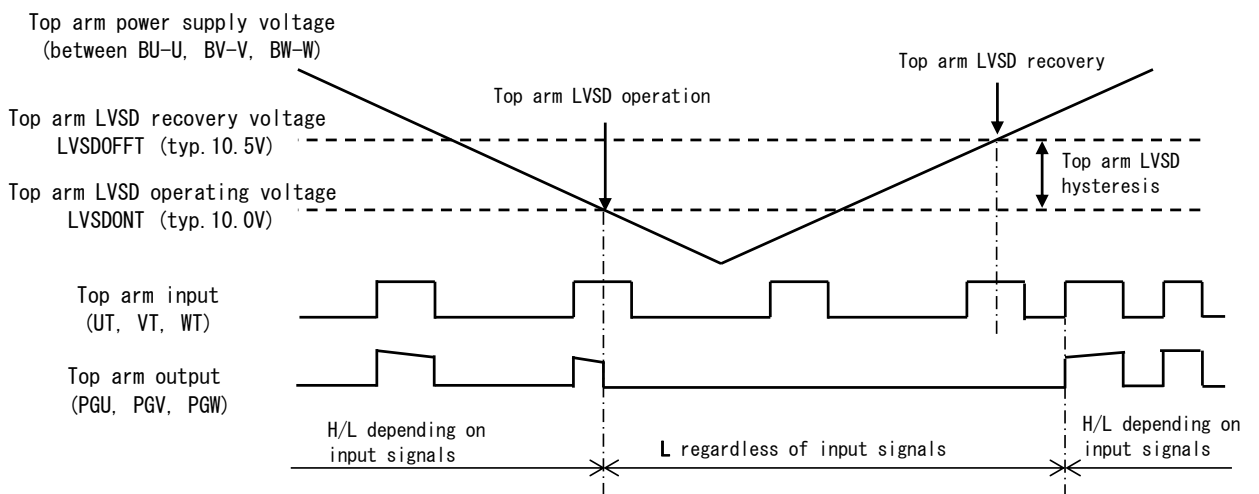 Top arm power supply voltage
(between BU-U, BV-V, BW-W)
Top arm LVSD recovery
Top arm LVSD operation
Top arm LVSD recovery voltage
LVSDOFFT (typ.10.5V)
Top arm LVSD
hysteresis
Top arm LVSD operating voltage
LVSDONT (typ.10.0V)
Top arm input
(UT, VT, WT)
Top arm output
(PGU, PGV, PGW)
H/L depending on
input signals
L regardless of input signals
H/L depending on
input signals